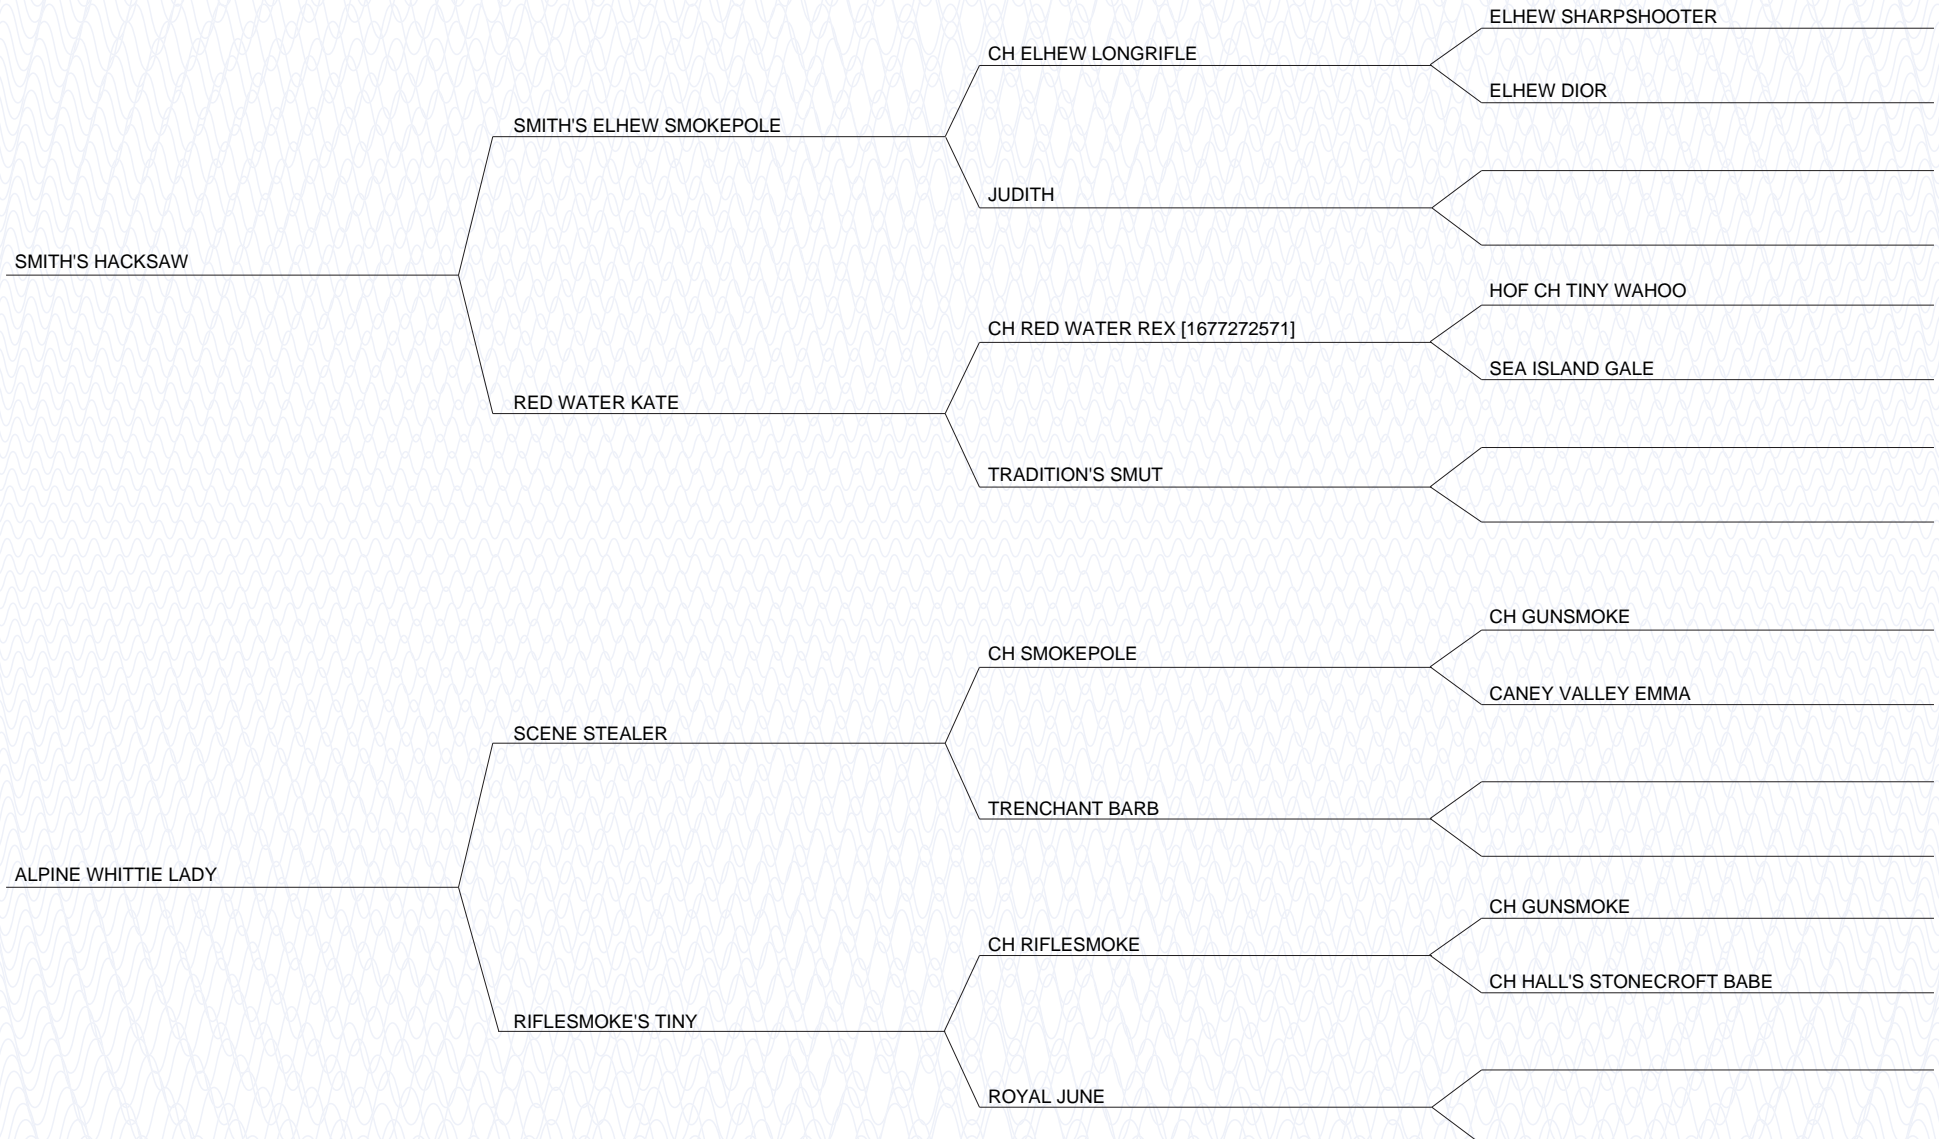 ELHEW SHARPSHOOTER
CH ELHEW LONGRIFLE
ELHEW DIOR
SMITH'S ELHEW SMOKEPOLE
JUDITH
SMITH'S HACKSAW
HOF CH TINY WAHOO
CH RED WATER REX [1677272571]
SEA ISLAND GALE
RED WATER KATE
TRADITION'S SMUT
CH GUNSMOKE
CH SMOKEPOLE
CANEY VALLEY EMMA
SCENE STEALER
TRENCHANT BARB
ALPINE WHITTIE LADY
CH GUNSMOKE
CH RIFLESMOKE
CH HALL'S STONECROFT BABE
RIFLESMOKE'S TINY
ROYAL JUNE